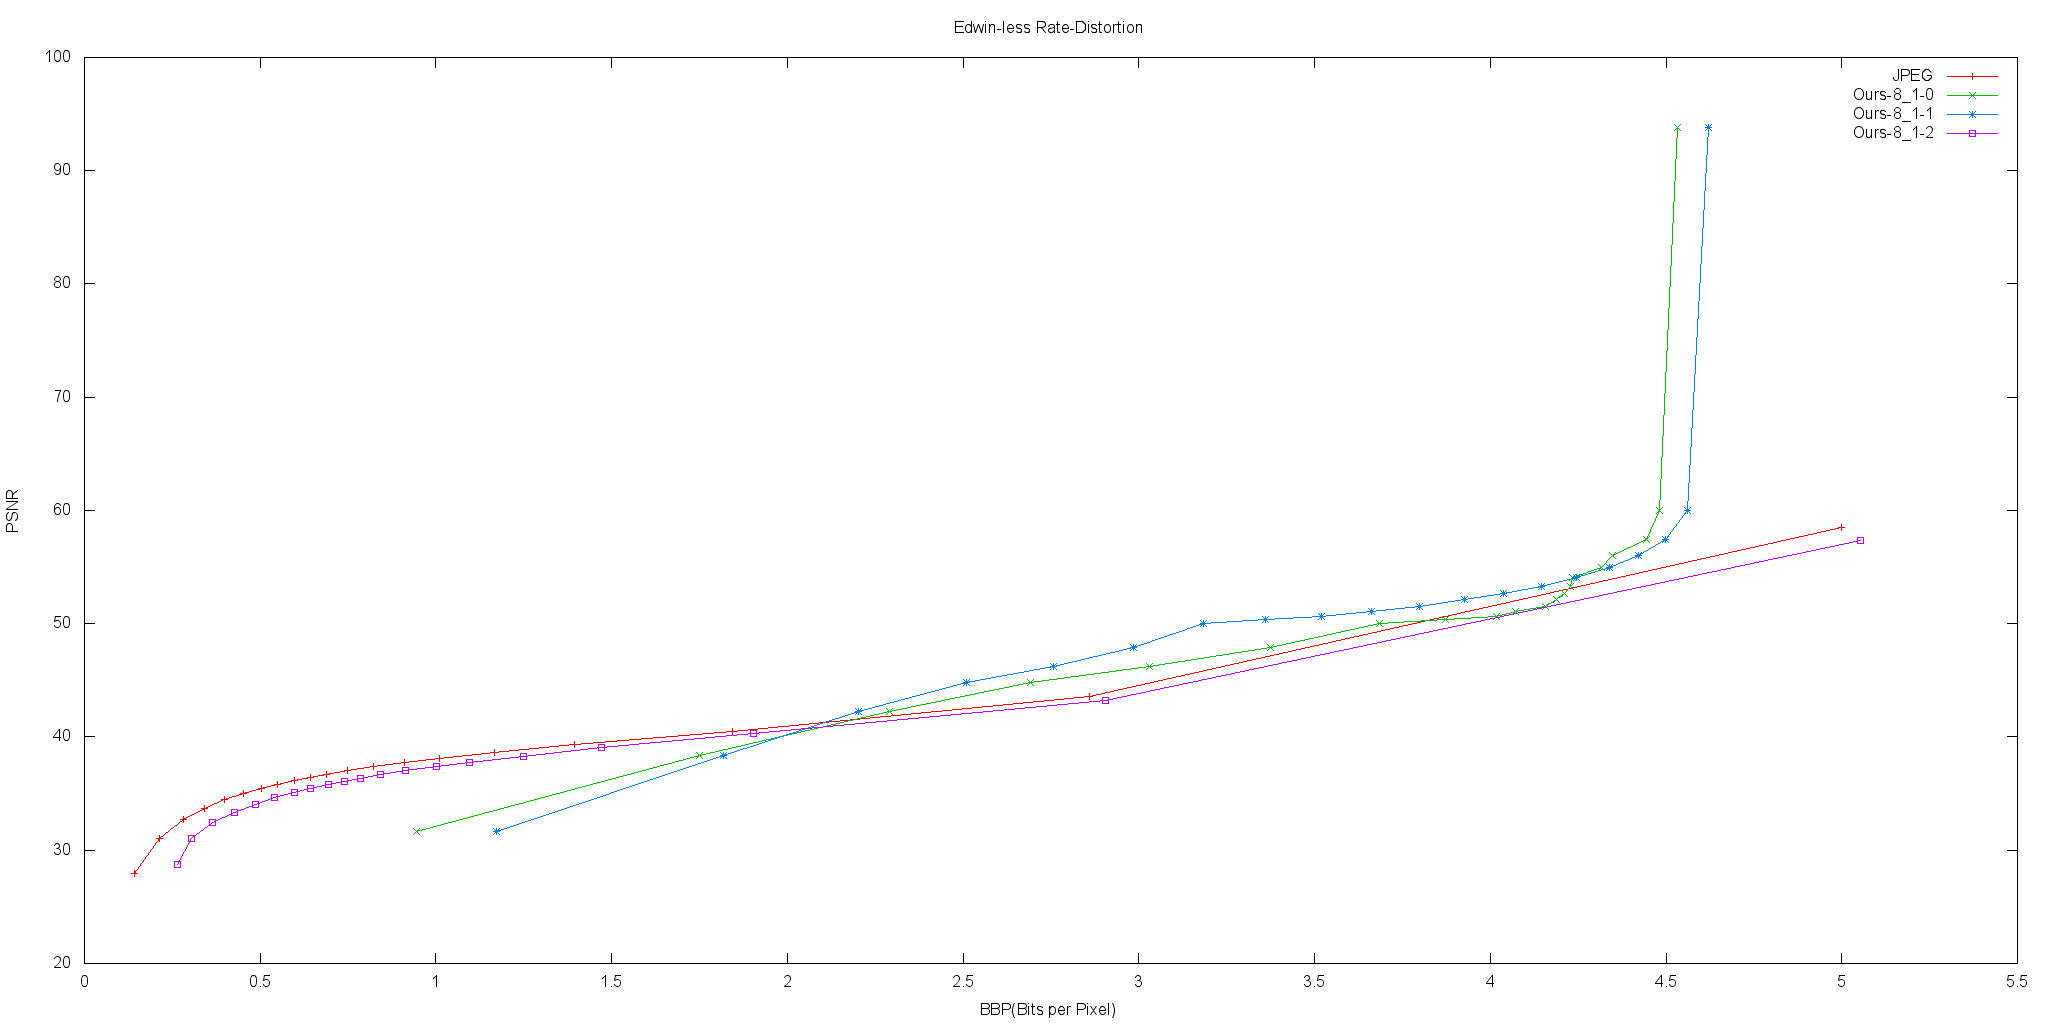 Edwin-less Rate-Distortion
JPEG
Ours-8_1-0
Ours-8_1-1
Ours-8_1-2
100
90
80
70
60
50
40
30
20
PSNR
0 0.5 1 1.5 2 2.5 3 3.5 4 4.5 5 5.5
BBP(Bits per Pixel)